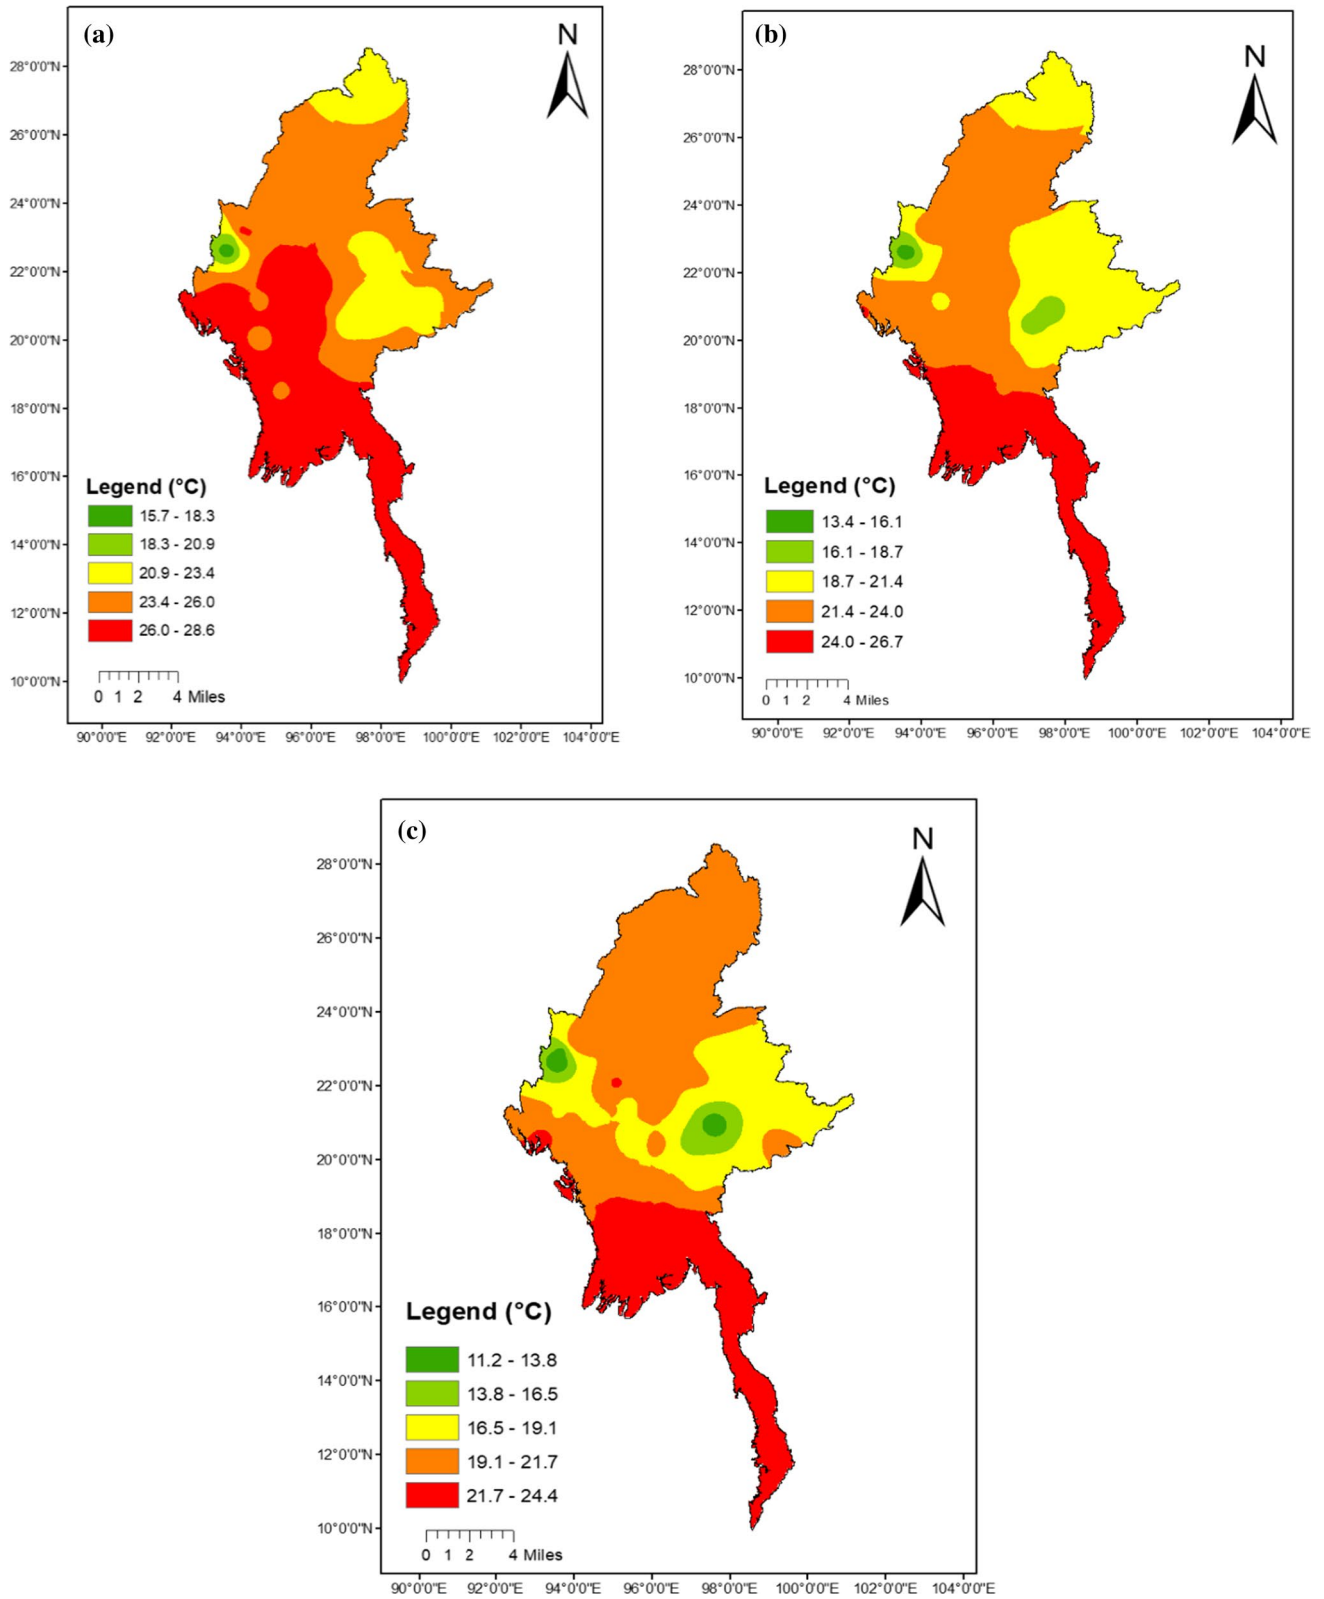 (a)
N
28°0'0"N
26°0'0"N
24°0'0"N
22°0'0"N
20°0'0"N
18°0'0"N
16°0'0"N
14°0'0"N
12°0'0"N
10°0'0"N
Legend (°C)
15.7 - 18.3
18.3 - 20.9
20.9 - 23.4
23.4 - 26.0
26.0 - 28.6
0 1 2 4 Miles
90°0'0"E 92°0'0"E 94°0'0"E 96°0'0"E 98°0'0"E 100°0'0"E 102°0'0"E 104°0'0"E
(b)
N
28°0'0"N
26°0'0"N
24°0'0"N
22°0'0"N
20°0'0"N
18°0'0"N
16°0'0"N
14°0'0"N
12°0'0"N
10°0'0"N
Legend (°C)
13.4 - 16.1
16.1 - 18.7
18.7 - 21.4
21.4 - 24.0
24.0 - 26.7
0 1 2 4 Miles
90°0'0"E 92°0'0"E 94°0'0"E 96°0'0"E 98°0'0"E 100°0'0"E 102°0'0"E 104°0'0"E
(c)
N
28°0'0"N
26°0'0"N
24°0'0"N
22°0'0"N
20°0'0"N
18°0'0"N
16°0'0"N
14°0'0"N
12°0'0"N
10°0'0"N
Legend (°C)
11.2 - 13.8
13.8 - 16.5
16.5 - 19.1
19.1 - 21.7
21.7 - 24.4
0 1 2 4 Miles
90°0'0"E 92°0'0"E 94°0'0"E 96°0'0"E 98°0'0"E 100°0'0"E 102°0'0"E 104°0'0"E